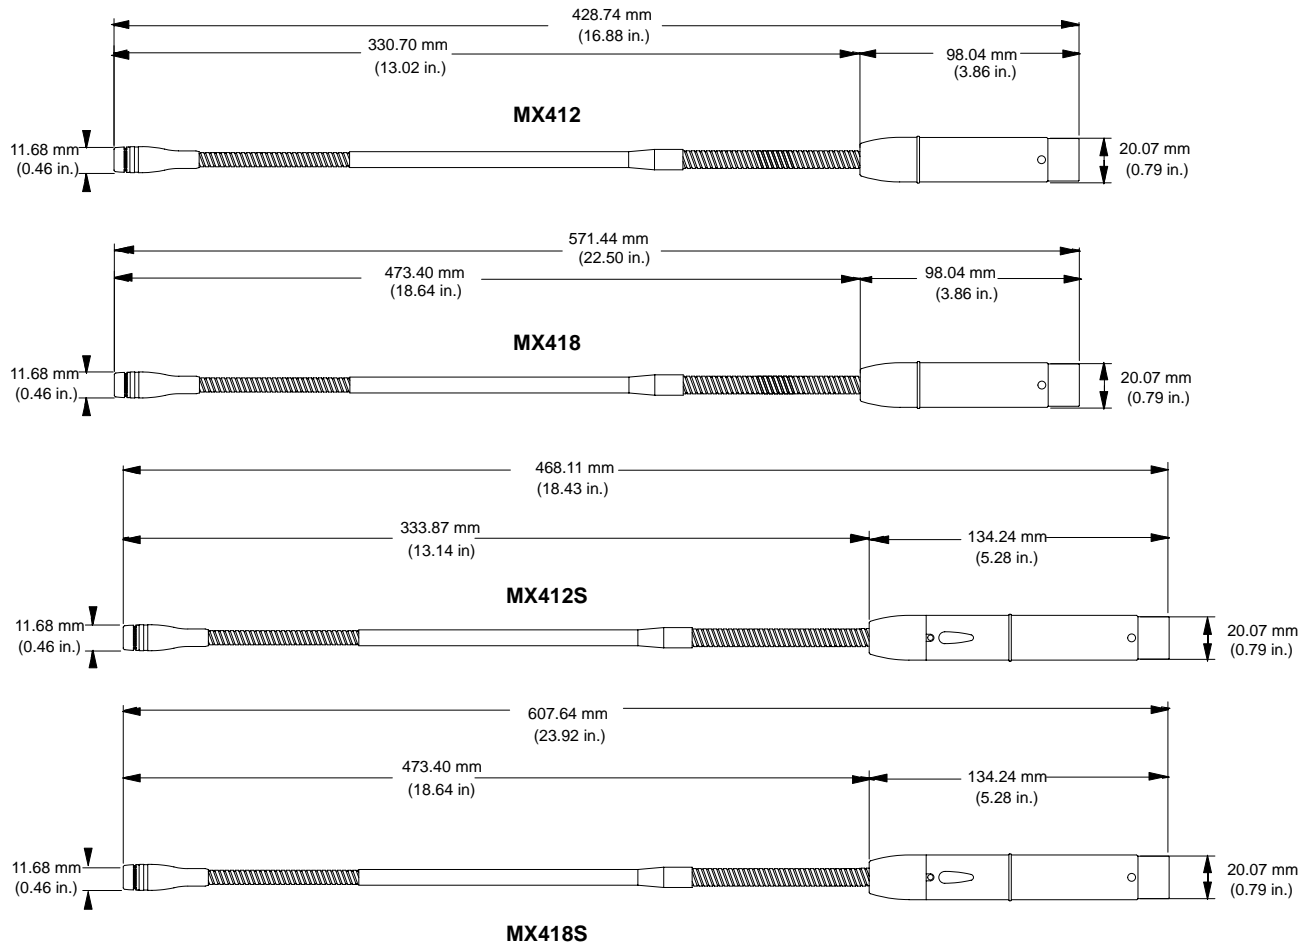 428.74 mm
(16.88 in.)
330.70 mm
(13.02 in.)
98.04 mm
(3.86 in.)
MX412
11.68 mm
(0.46 in.)
20.07 mm
(0.79 in.)
571.44 mm
(22.50 in.)
473.40 mm
(18.64 in.)
98.04 mm
(3.86 in.)
MX418
11.68 mm
(0.46 in.)
20.07 mm
(0.79 in.)
468.11 mm
(18.43 in.)
333.87 mm
(13.14 in)
134.24 mm
(5.28 in.)
MX412S
11.68 mm
(0.46 in.)
20.07 mm
(0.79 in.)
607.64 mm
(23.92 in.)
473.40 mm
(18.64 in)
134.24 mm
(5.28 in.)
11.68 mm
(0.46 in.)
20.07 mm
(0.79 in.)
MX418S